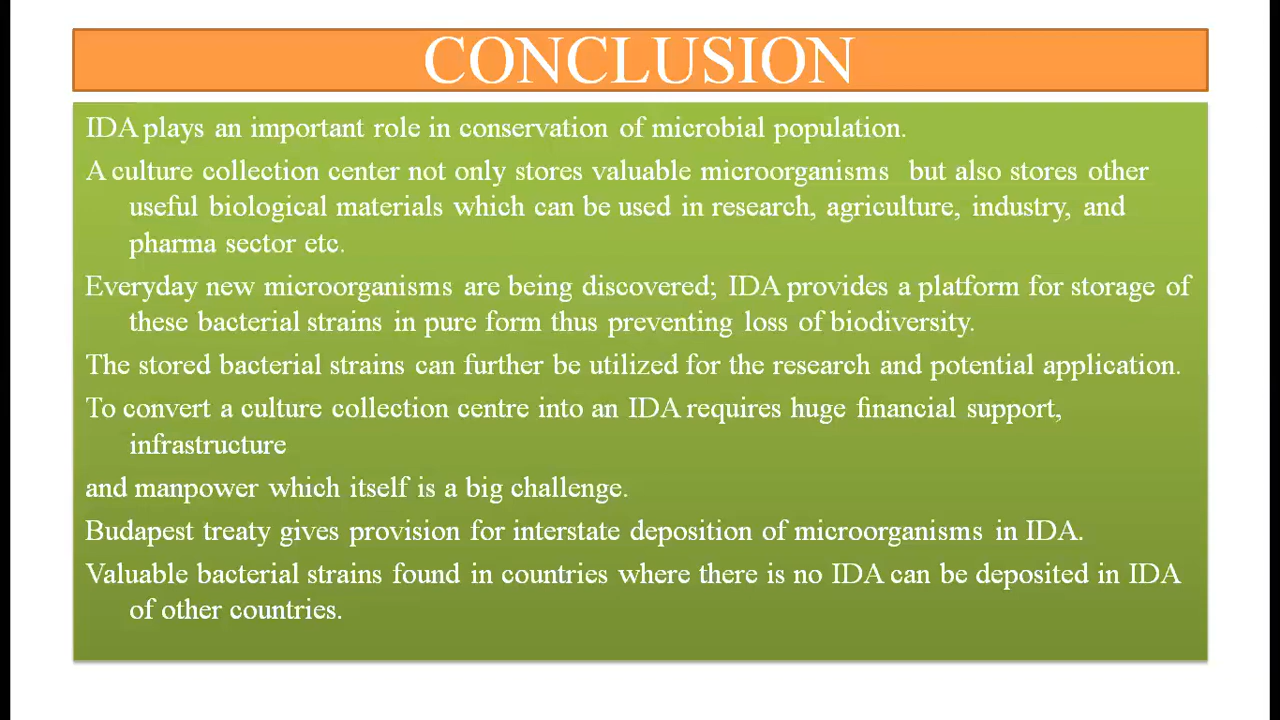 CONCLUSION
IDA plays an important role in conservation of microbial population.
A culture collection center not only stores valuable microorganisms but also stores other
useful biological materials which can be used in research, agriculture, industry, and
pharma sector etc.
Everyday new microorganisms are being discovered; IDA provides a platform for storage of
these bacterial strains in pure form thus preventing loss of biodiversity.
The stored bacterial strains can further be utilized for the research and potential application.
To convert a culture collection centre into an IDA requires huge financial support,
infrastructure
and manpower which itself is a big challenge.
Budapest treaty gives provision for interstate deposition of microorganisms in IDA.
Valuable bacterial strains found in countries where there is no IDA can be deposited in IDA
of other countries.